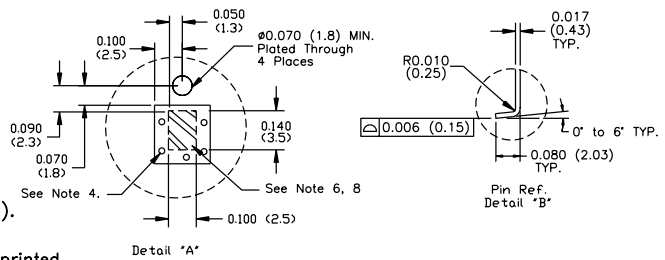 0.050
(1.3)
0.100
(2.5)
ø0.070 (1.8) MIN.
Plated Through
4 Places
0.090
(2.3)
0.070
(1.8)
0.140
(3.5)
See Note 4.
See Note 6, 8
0.100 (2.5)
).
Detail "A"
printed
0.017
(0.43)
TYP.
R0.010
(0.25)
⌓ 0.006 (0.15)
0° to 6° TYP.
0.080 (2.03)
TYP.
Pin Ref.
Detail "B"